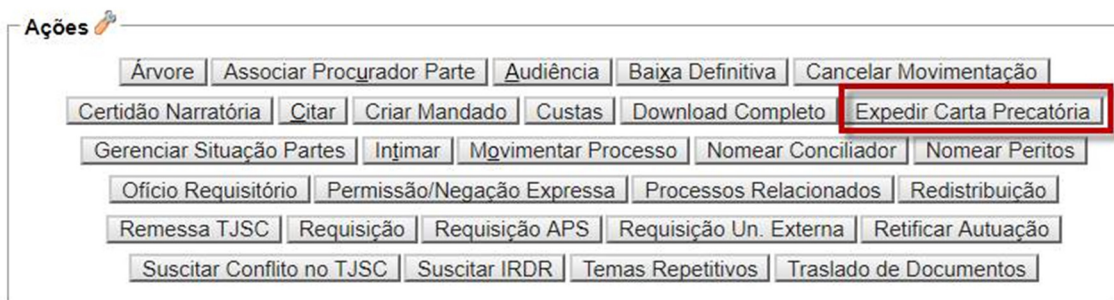 Ações
Árvore Associar Procurador Parte Audiência Baixa Definitiva Cancelar Movimentação
Certidão Narratória Citar Criar Mandado Custas Download Completo Expedir Carta Precatória
Gerenciar Situação Partes Intimar Movimentar Processo Nomear Conciliador Nomear Peritos
Ofício Requisitório Permissão/Negação Expressa Processos Relacionados Redistribuição
Remessa TJSC Requisição Requisição APS Requisição Un. Externa Retificar Autuação
Suscitar Conflito no TJSC Suscitar IRDR Temas Repetitivos Traslado de Documentos